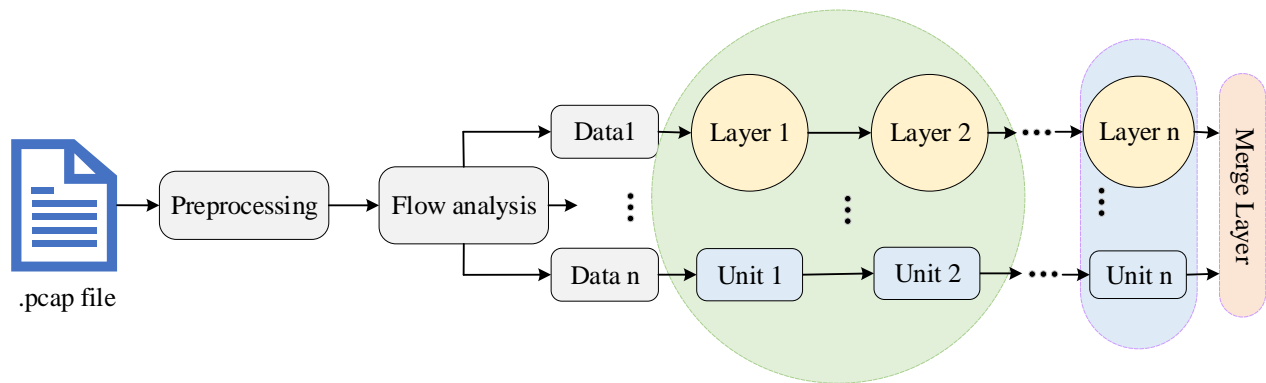 .pcap file
Preprocessing
Flow analysis
Data1
Data n
Layer 1
Layer 2
Layer n
Unit 1
Unit 2
Unit n
Merge Layer